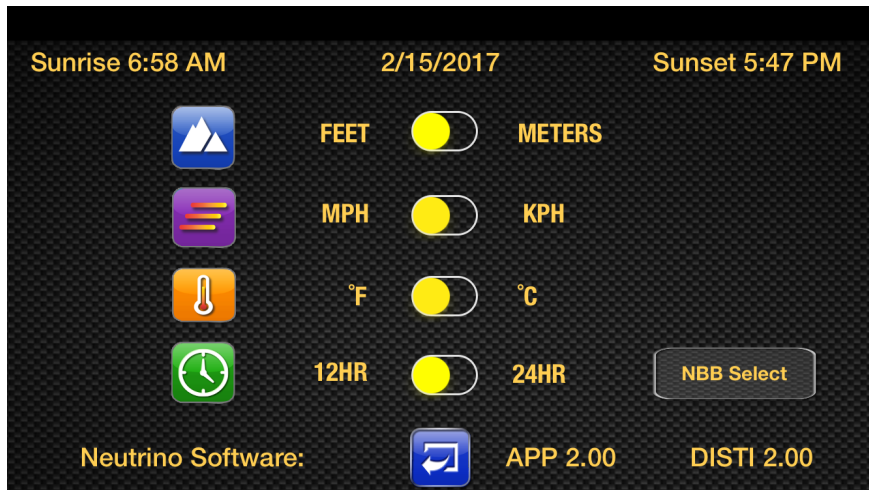 Sunrise 6:58 AM 2/15/2017 Sunset 5:47 PM
FEET METERS
MPH KPH
°F °C
12HR 24HR NBB Select
Neutrino Software: APP 2.00 DISTI 2.00